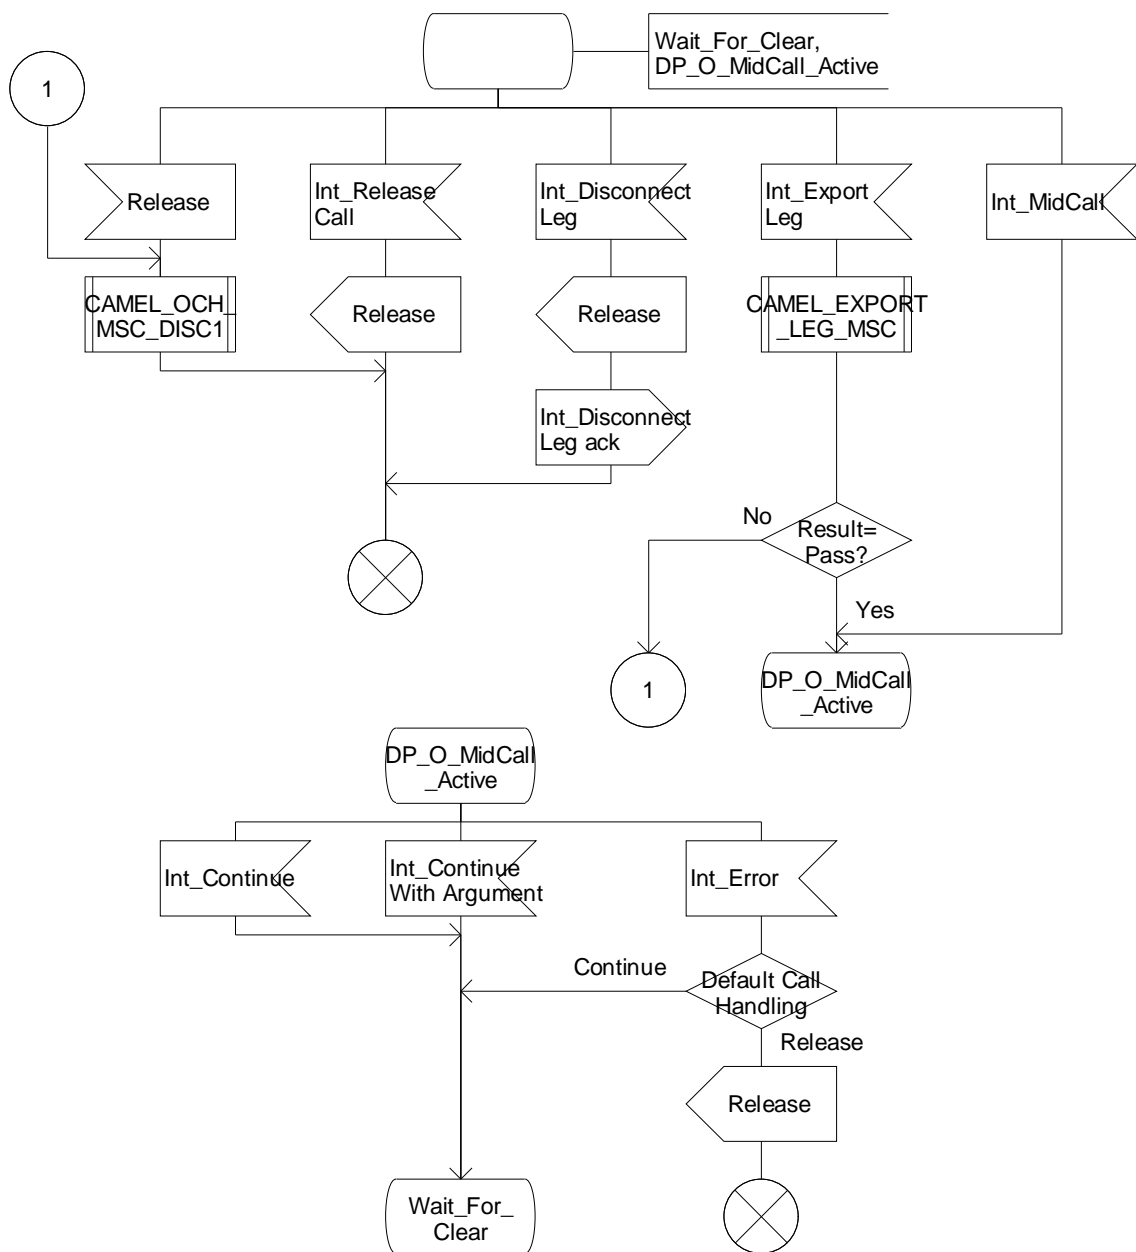 Wait_For_Clear,
DP_O_MidCall_Active
1
Release
Int_Release
Call
Int_Disconnect
Leg
Int_Export
Leg
Int_MidCall
CAMEL_OCH_
MSC_DISC1
Release
Release
CAMEL_EXPORT
_LEG_MSC
Int_Disconnect
Leg ack
No
Result=
Pass?
Yes
1
DP_O_MidCall
_Active
DP_O_MidCall
_Active
Int_Continue
Int_Continue
With Argument
Int_Error
Continue
Default Call
Handling
Release
Release
Wait_For_
Clear